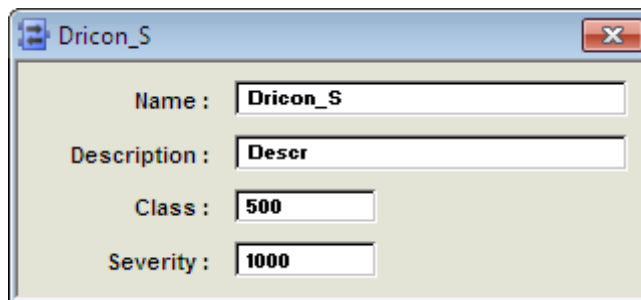 Dricon_S
Name : Dricon_S
Description : Descr
Class : 500
Severity : 1000